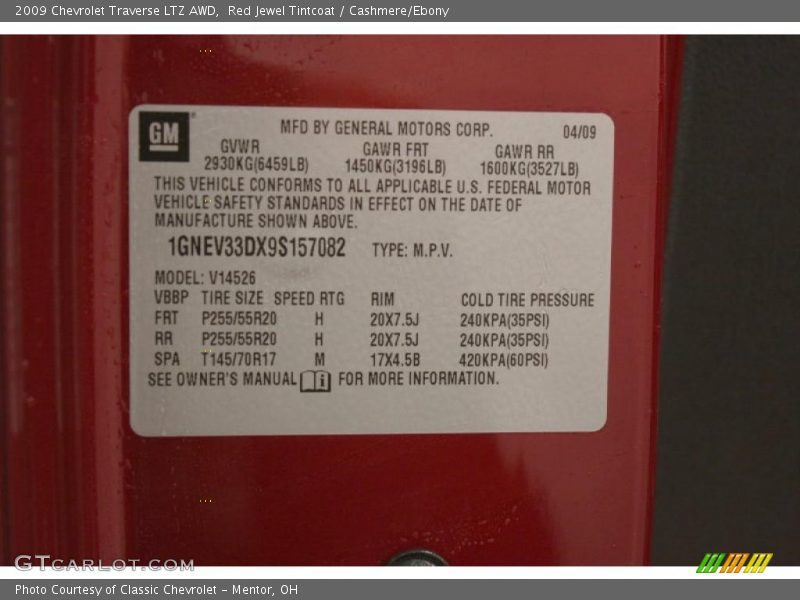 2009 Chevrolet Traverse LTZ AWD,  Red Jewel Tintcoat / Cashmere/Ebony
GM
MFD BY GENERAL MOTORS CORP. 04/09
GVWR GAWR FRT GAWR RR
2930KG(6459LB) 1450KG(3196LB) 1600KG(3527LB)
THIS VEHICLE CONFORMS TO ALL APPLICABLE U.S. FEDERAL MOTOR
VEHICLE SAFETY STANDARDS IN EFFECT ON THE DATE OF
MANUFACTURE SHOWN ABOVE.
1GNEV33DX9S157082 TYPE: M.P.V.
MODEL: V14526
VBBP TIRE SIZE SPEED RTG RIM COLD TIRE PRESSURE
FRT P255/55R20 H 20X7.5J 240KPA(35PSI)
RR P255/55R20 H 20X7.5J 240KPA(35PSI)
SPA T145/70R17 M 17X4.5B 420KPA(60PSI)
SEE OWNER'S MANUAL FOR MORE INFORMATION.
GTCARLOT.COM
Photo Courtesy of Classic Chevrolet - Mentor, OH